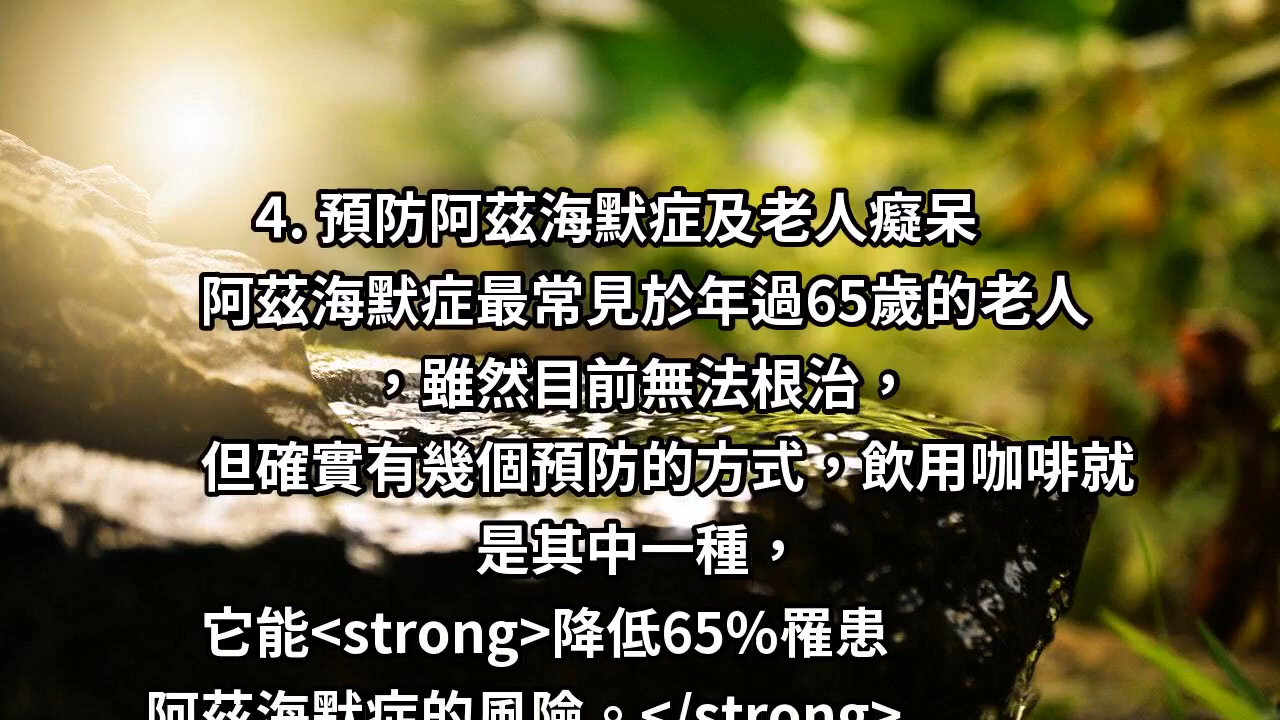 4. 預防阿茲海默症及老人癡呆
阿茲海默症最常見於年過65歲的老人
，雖然目前無法根治，
但確實有幾個預防的方式，飲用咖啡就
是其中一種，
它能<strong>降低65%罹患
阿茲海默症的風險。</strong>